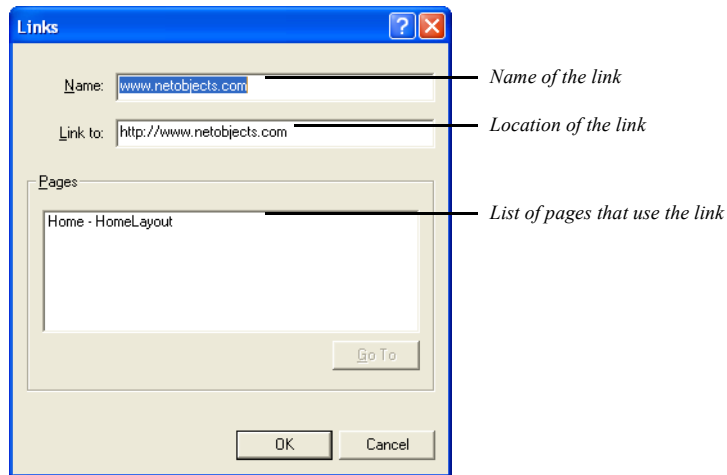 Links
Name: www.netobjects.com
Name of the link
Link to: http://www.netobjects.com
Location of the link
Pages
Home - HomeLayout
List of pages that use the link
Go To
OK Cancel